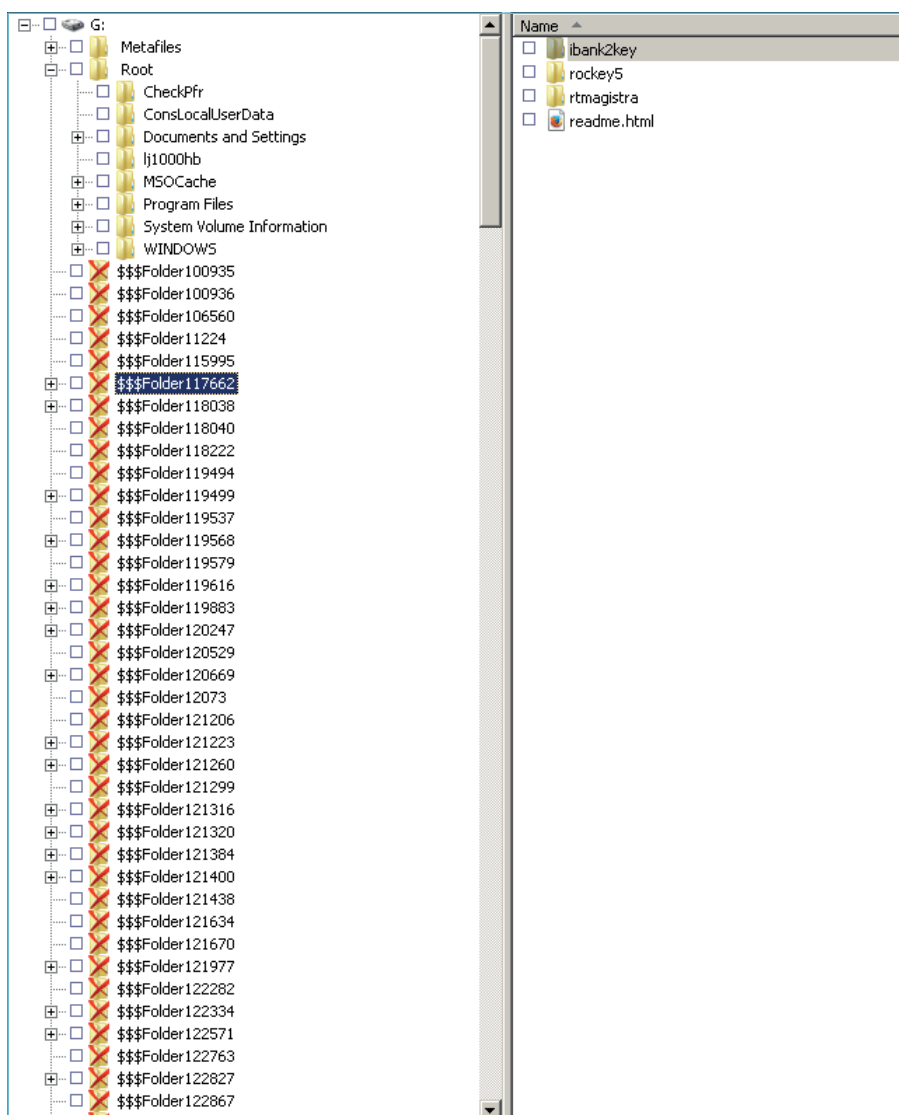 G:
Metafiles
Root
CheckPfr
ConsLocalUserData
Documents and Settings
lj1000hb
MSOCache
Program Files
System Volume Information
WINDOWS
$$$Folder100935
$$$Folder100936
$$$Folder106560
$$$Folder11224
$$$Folder115995
$$$Folder117662
$$$Folder118038
$$$Folder118040
$$$Folder118222
$$$Folder119494
$$$Folder119499
$$$Folder119537
$$$Folder119568
$$$Folder119579
$$$Folder119616
$$$Folder119883
$$$Folder120247
$$$Folder120529
$$$Folder120669
$$$Folder12073
$$$Folder121206
$$$Folder121223
$$$Folder121260
$$$Folder121299
$$$Folder121316
$$$Folder121320
$$$Folder121384
$$$Folder121400
$$$Folder121438
$$$Folder121634
$$$Folder121670
$$$Folder121977
$$$Folder122282
$$$Folder122334
$$$Folder122571
$$$Folder122763
$$$Folder122827
$$$Folder122867
Name
ibank2key
rockey5
rtmagistra
readme.html